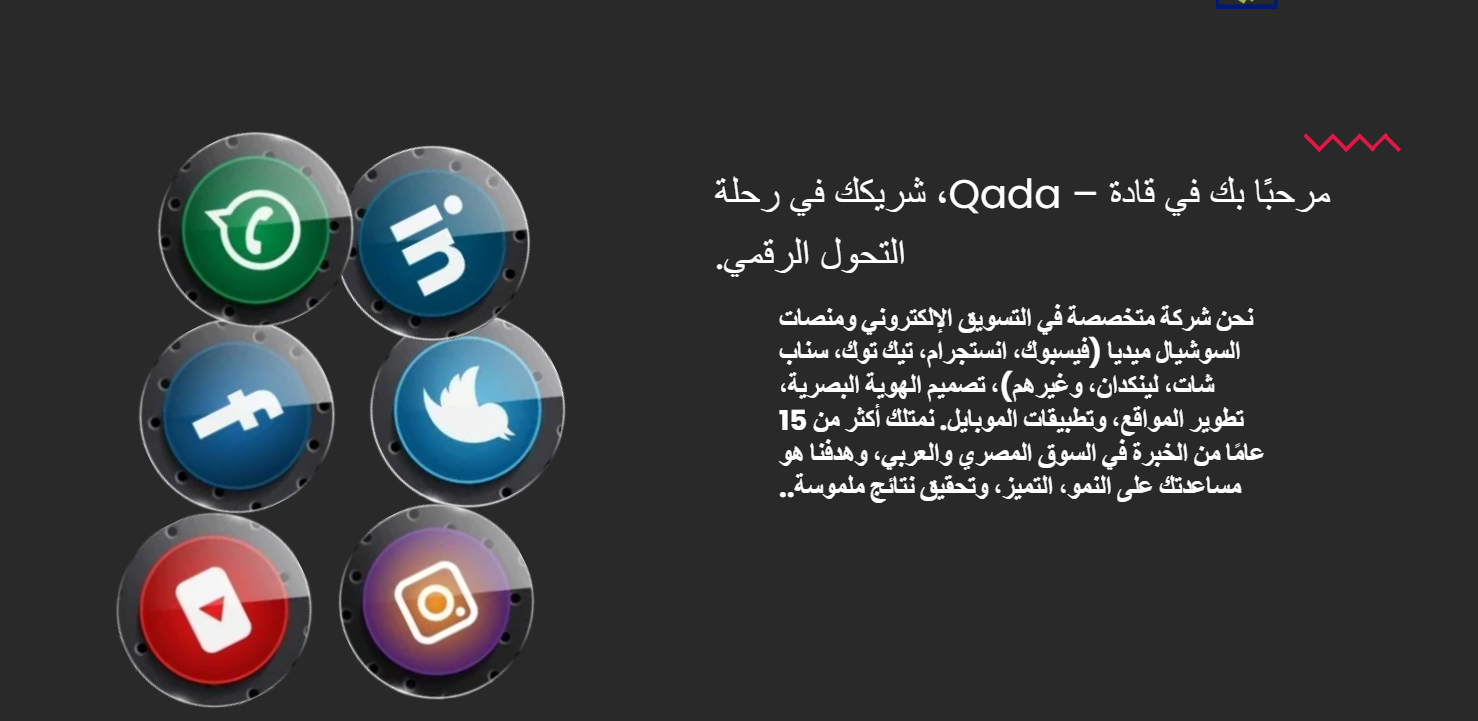 مرحبًا بك في قادة – Qada، شريكك في رحلة
التحول الرقمي.
نحن شركة متخصصة في التسويق الإلكتروني ومنصات
السوشيال ميديا (فيسبوك، انستجرام، تيك توك، سناب
شات، لينكدان، وغيرهم)، تصميم الهوية البصرية،
تطوير المواقع، وتطبيقات الموبايل. نمتلك أكثر من 15
عامًا من الخبرة في السوق المصري والعربي، وهدفنا هو
مساعدتك على النمو، التميز، وتحقيق نتائج ملموسة..